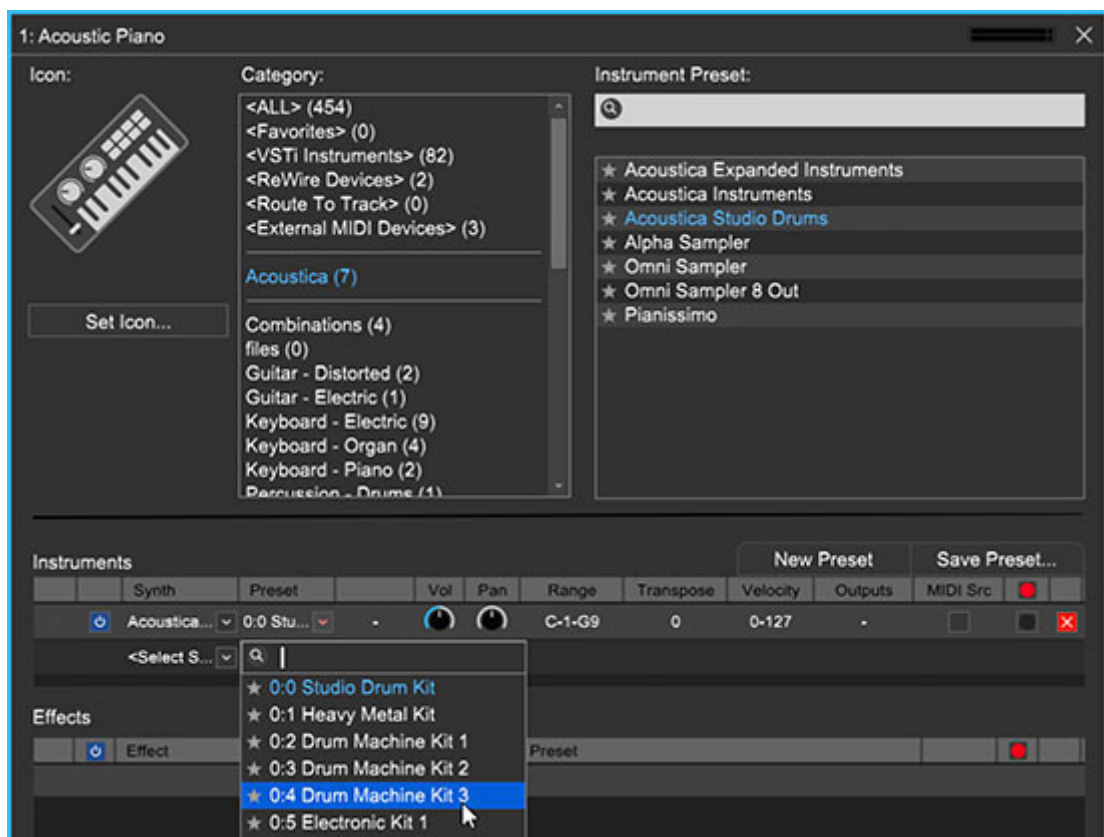 1: Acoustic Piano
Icon:
Category:
Instrument Preset:
<ALL> (454)
<Favorites> (0)
<VSTi Instruments> (82)
<ReWire Devices> (2)
<Route To Track> (0)
<External MIDI Devices> (3)
Acoustica (7)
Combinations (4)
files (0)
Guitar - Distorted (2)
Guitar - Electric (1)
Keyboard - Electric (9)
Keyboard - Organ (4)
Keyboard - Piano (2)
Percussion - Drums (1)
Acoustica Expanded Instruments
Acoustica Instruments
Acoustica Studio Drums
Alpha Sampler
Omni Sampler
Omni Sampler 8 Out
Pianissimo
Set Icon...
Instruments
New Preset Save Preset...
Synth Preset Vol Pan Range Transpose Velocity Outputs MIDI Src
Acoustica... 0:0 Stu... - C-1-G9 0 0-127 -
<Select S...
0:0 Studio Drum Kit
0:1 Heavy Metal Kit
0:2 Drum Machine Kit 1
0:3 Drum Machine Kit 2
0:4 Drum Machine Kit 3
0:5 Electronic Kit 1
Effects
Effect Preset